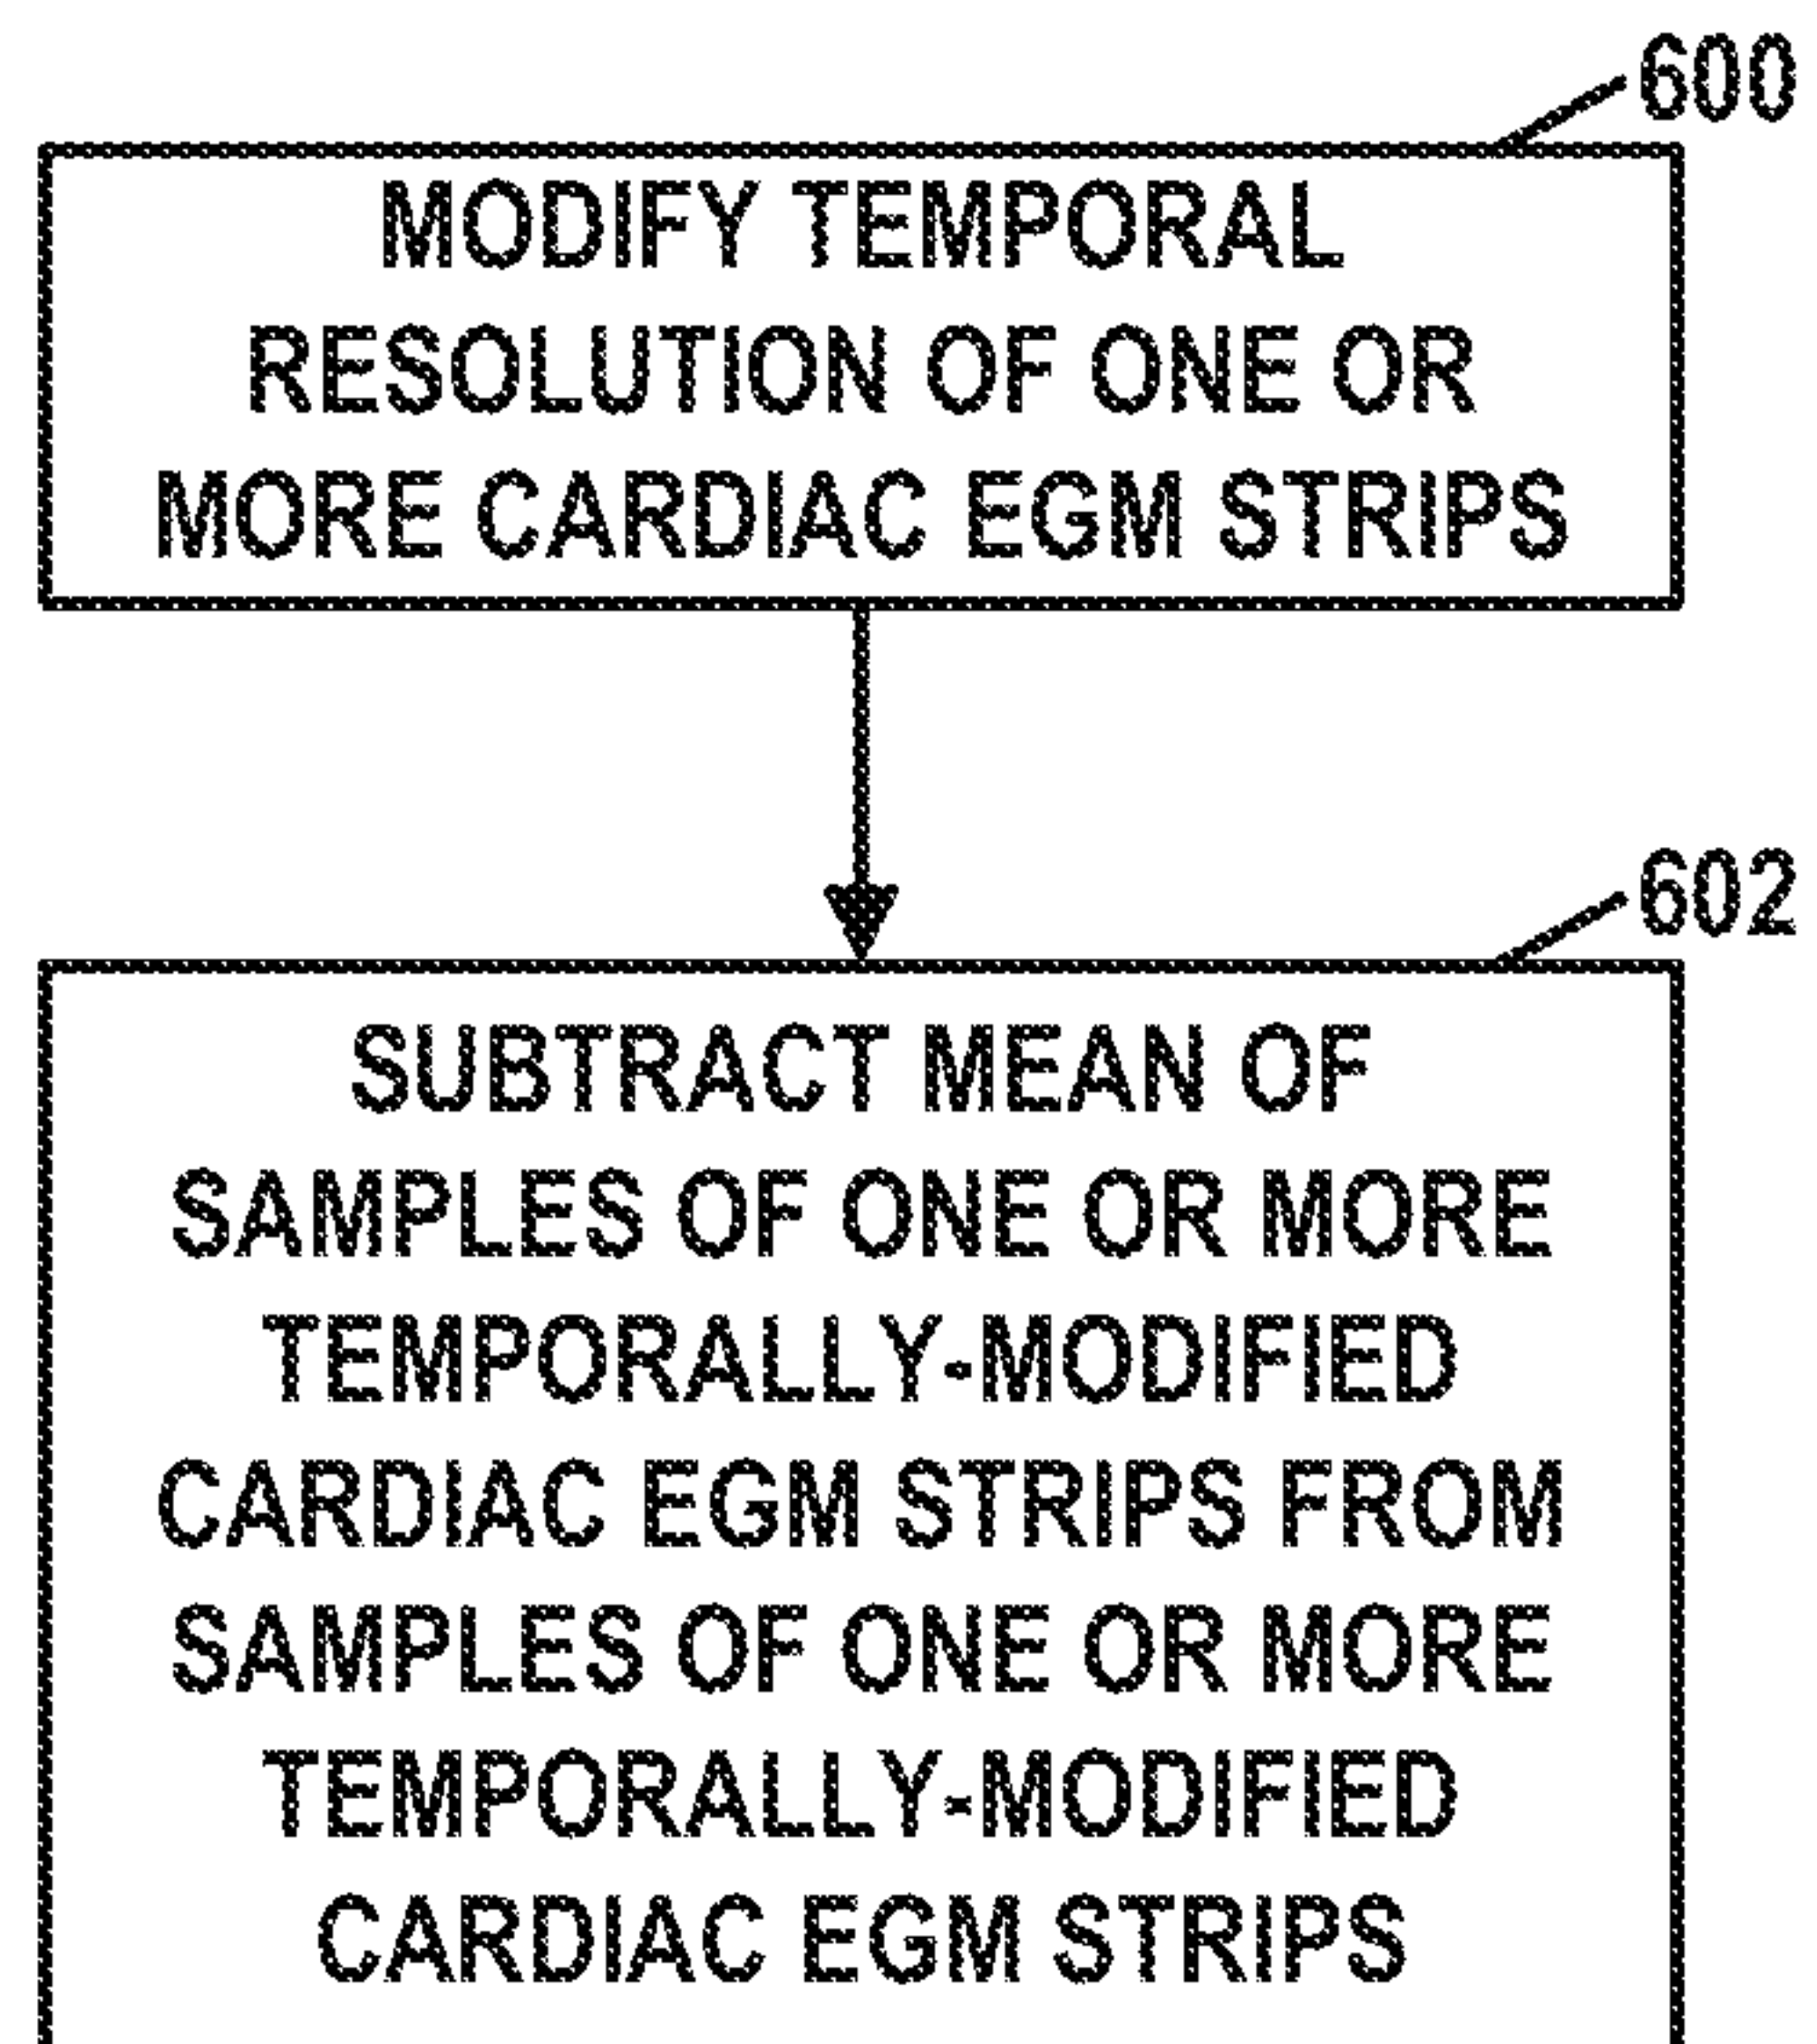 600
MODIFY TEMPORAL
RESOLUTION OF ONE OR
MORE CARDIAC EGM STRIPS
602
SUBTRACT MEAN OF
SAMPLES OF ONE OR MORE
TEMPORALLY-MODIFIED
CARDIAC EGM STRIPS FROM
SAMPLES OF ONE OR MORE
TEMPORALLY-MODIFIED
CARDIAC EGM STRIPS